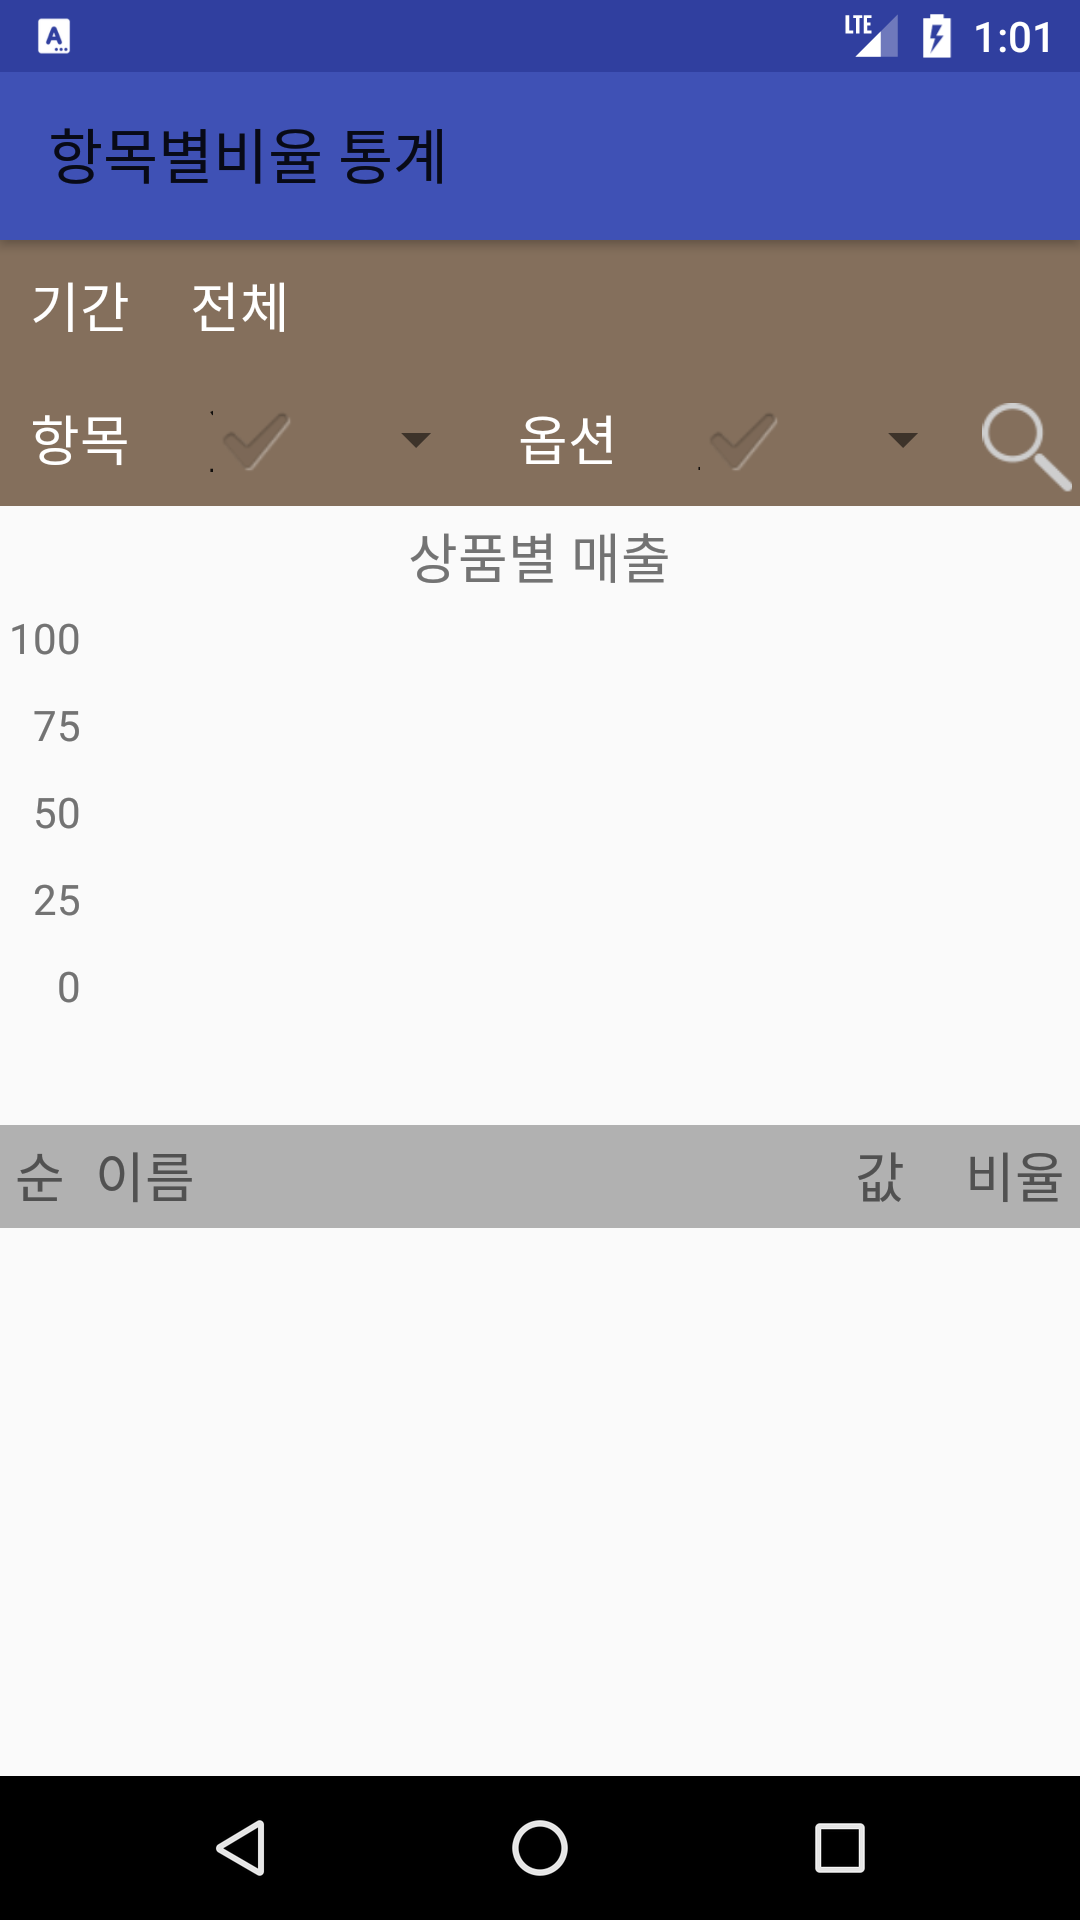 LTE 1:01
항목별비율 통계
기간 전체
항목 옵션
상품별 매출
100
75
50
25
0
순 이름 값 비율